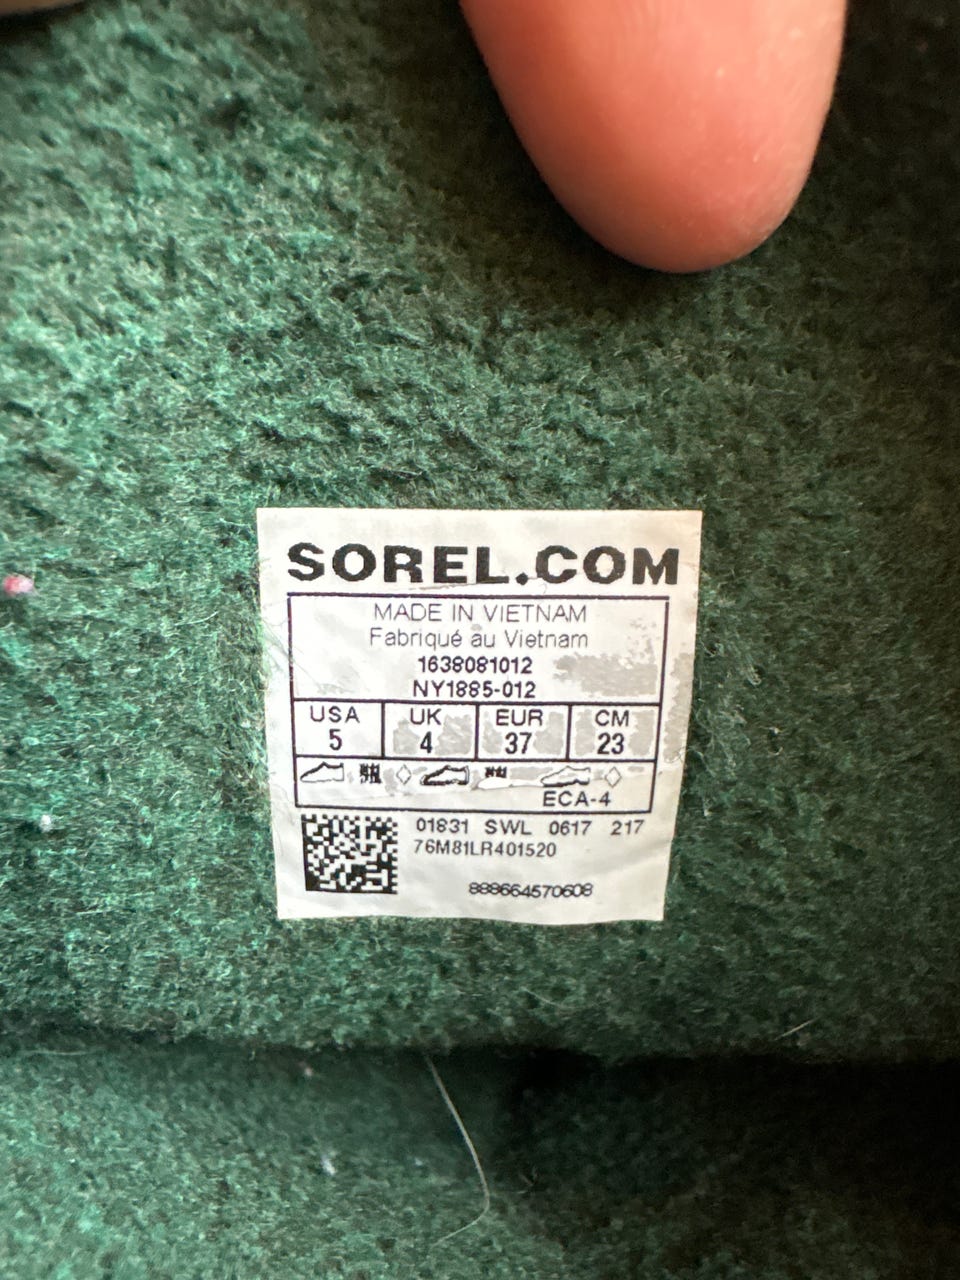 SOREL.COM
MADE IN VIETNAM
Fabriqué au Vietnam
1638081012
NY1885-012
USA UK EUR CM
5 4 37 23
ECA-4
01831 SWL 0617 217
76M81LR401520
888664570608